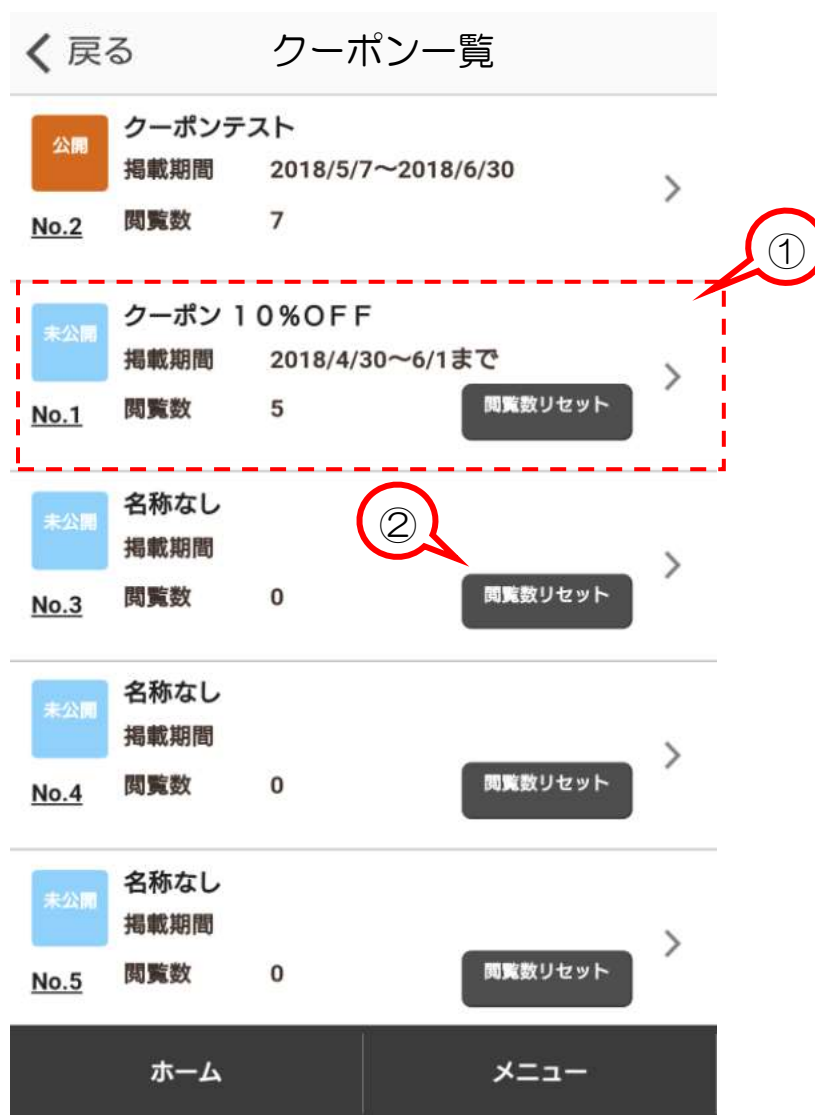 戻る クーポン一覧
公開 クーポンテスト
掲載期間 2018/5/7～2018/6/30
No.2 閲覧数 7
①
未公開 クーポン１０％ＯＦＦ
掲載期間 2018/4/30～6/1まで
No.1 閲覧数 5 閲覧数リセット
未公開 名称なし
②
掲載期間
No.3 閲覧数 0 閲覧数リセット
未公開 名称なし
掲載期間
No.4 閲覧数 0 閲覧数リセット
未公開 名称なし
掲載期間
No.5 閲覧数 0 閲覧数リセット
ホーム メニュー